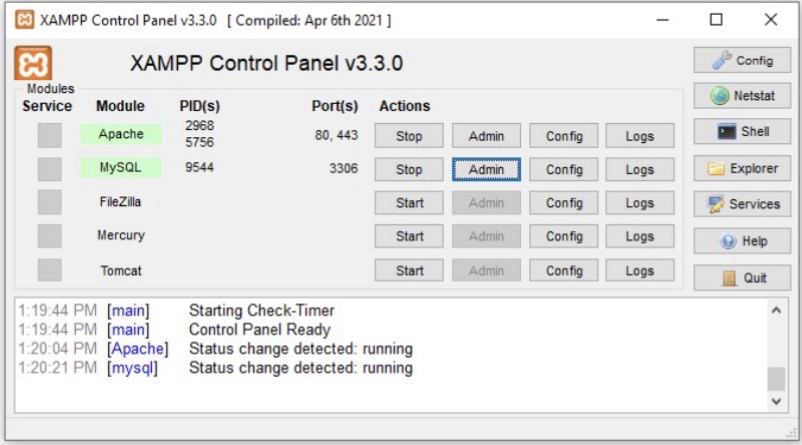 XAMPP Control Panel v3.3.0 [ Compiled: Apr 6th 2021 ]
XAMPP Control Panel v3.3.0
Config
Modules
Service Module PID(s) Port(s) Actions
Netstat
Apache 2968 5756 80, 443 Stop Admin Config Logs
Shell
MySQL 9544 3306 Stop Admin Config Logs
Explorer
FileZilla Start Admin Config Logs
Services
Mercury Start Admin Config Logs
Help
Tomcat Start Admin Config Logs
Quit
1:19:44 PM [main] Starting Check-Timer
1:19:44 PM [main] Control Panel Ready
1:20:04 PM [Apache] Status change detected: running
1:20:21 PM [mysql] Status change detected: running